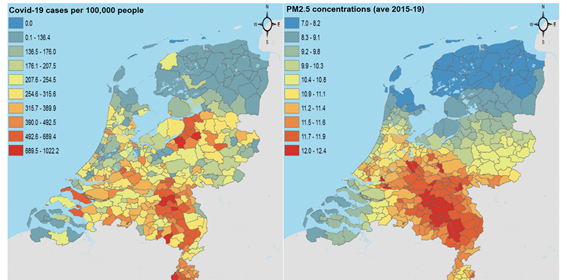 Covid-19 cases per 100,000 people
0.0
0.1 - 136.4
136.5 - 176.0
176.1 - 207.5
207.6 - 254.5
254.6 - 315.6
315.7 - 389.9
390.0 - 492.5
492.6 - 689.4
689.5 - 1022.2
N
W
E
S
PM2.5 concentrations (ave 2015-19)
7.0 - 8.2
8.3 - 9.1
9.2 - 9.8
9.9 - 10.3
10.4 - 10.8
10.9 - 11.1
11.2 - 11.4
11.5 - 11.6
11.7 - 11.9
12.0 - 12.4
N
W
E
S